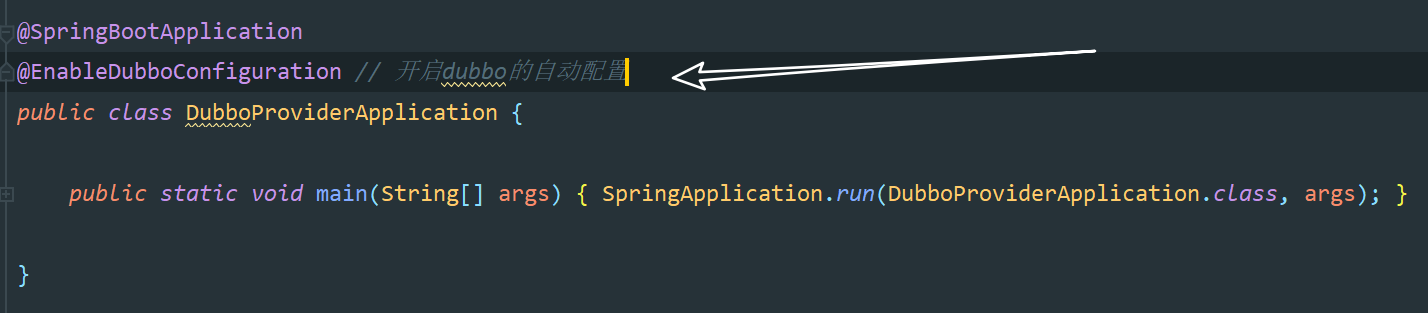 @SpringBootApplication
@EnableDubboConfiguration // 开启dubbo的自动配置
public class DubboProviderApplication {
public static void main(String[] args) { SpringApplication.run(DubboProviderApplication.class, args); }
}